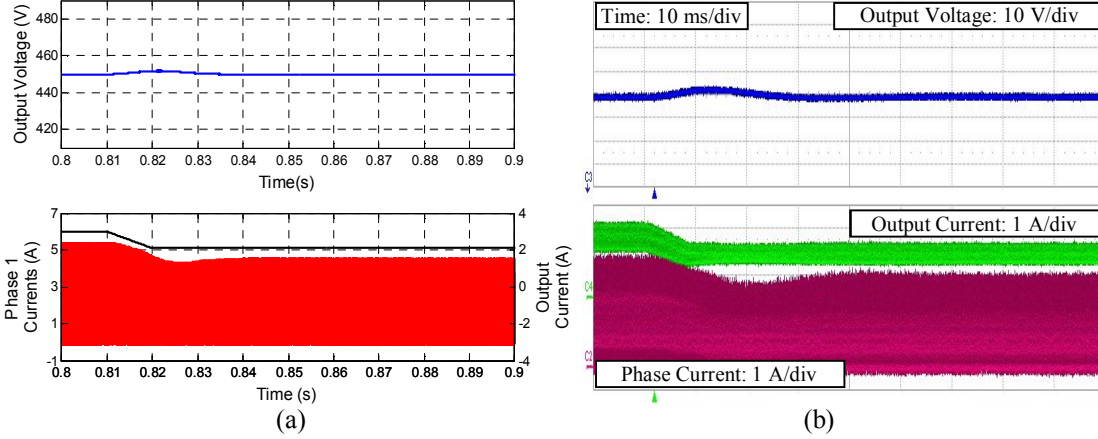 Output Voltage (V)
480
460
440
420
0.8 0.81 0.82 0.83 0.84 0.85 0.86 0.87 0.88 0.89 0.9
Time(s)
Phase 1
Currents (A)
7
5
3
1
-1
4
2
0
-2
-4
Output
Current (A)
0.8 0.81 0.82 0.83 0.84 0.85 0.86 0.87 0.88 0.89 0.9
Time (s)
(a)
Time: 10 ms/div
Output Voltage: 10 V/div
C3
Output Current: 1 A/div
C4
C2
Phase Current: 1 A/div
(b)